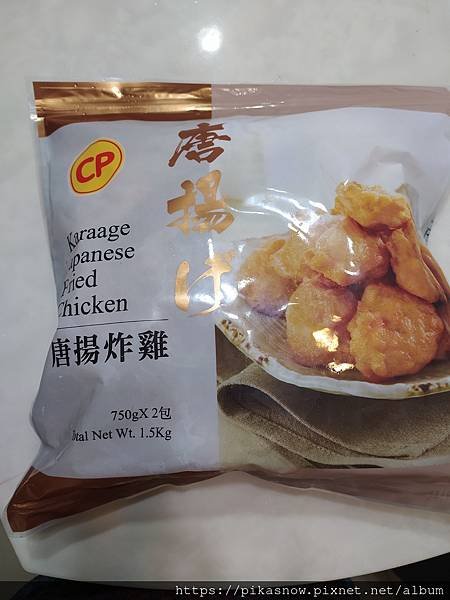 CP
唐揚げ
Karaage
Japanese
Fried
Chicken
唐揚炸雞
750gX 2包
Total Net Wt. 1.5Kg
https://pikasnow.pixnet.net/album